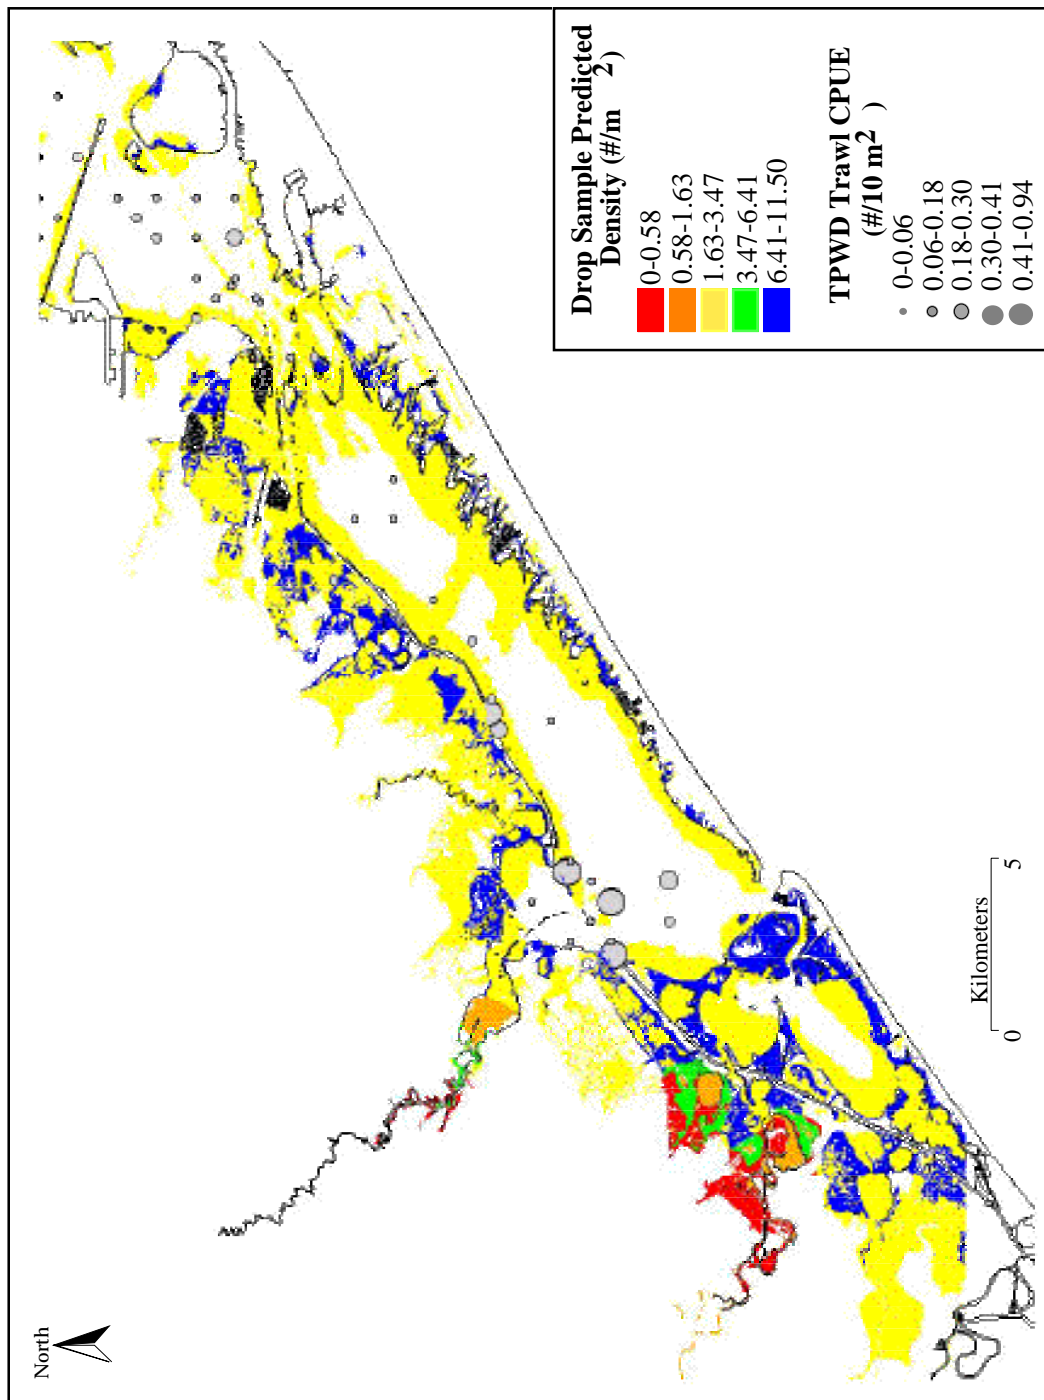 North
Drop Sample Predicted
Density (#/m 2)
0-0.58
0.58-1.63
1.63-3.47
3.47-6.41
6.41-11.50
TPWD Trawl CPUE
(#/10 m2)
0-0.06
0.06-0.18
0.18-0.30
0.30-0.41
0.41-0.94
Kilometers
0 5